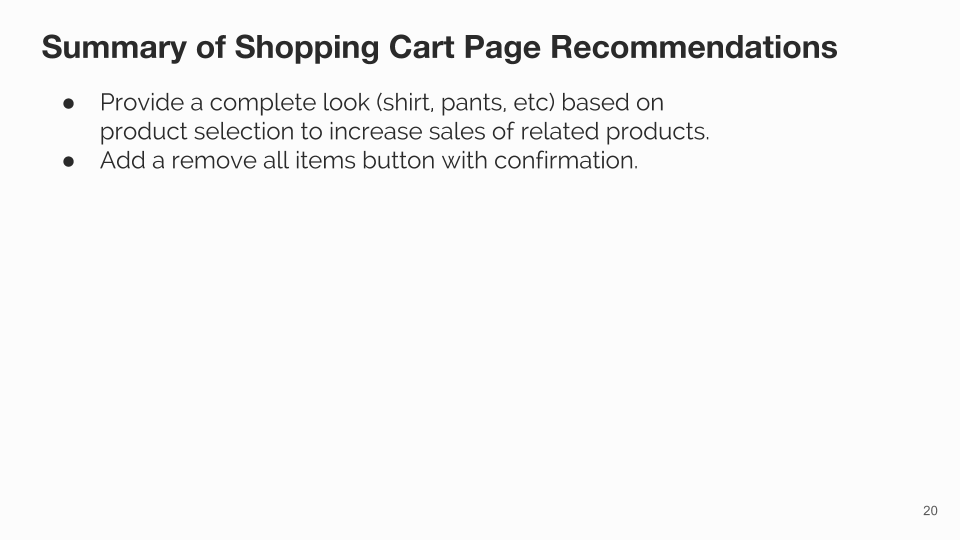 Summary of Shopping Cart Page Recommendations
● Provide a complete look (shirt, pants, etc) based on
product selection to increase sales of related products.
● Add a remove all items button with confirmation.
20